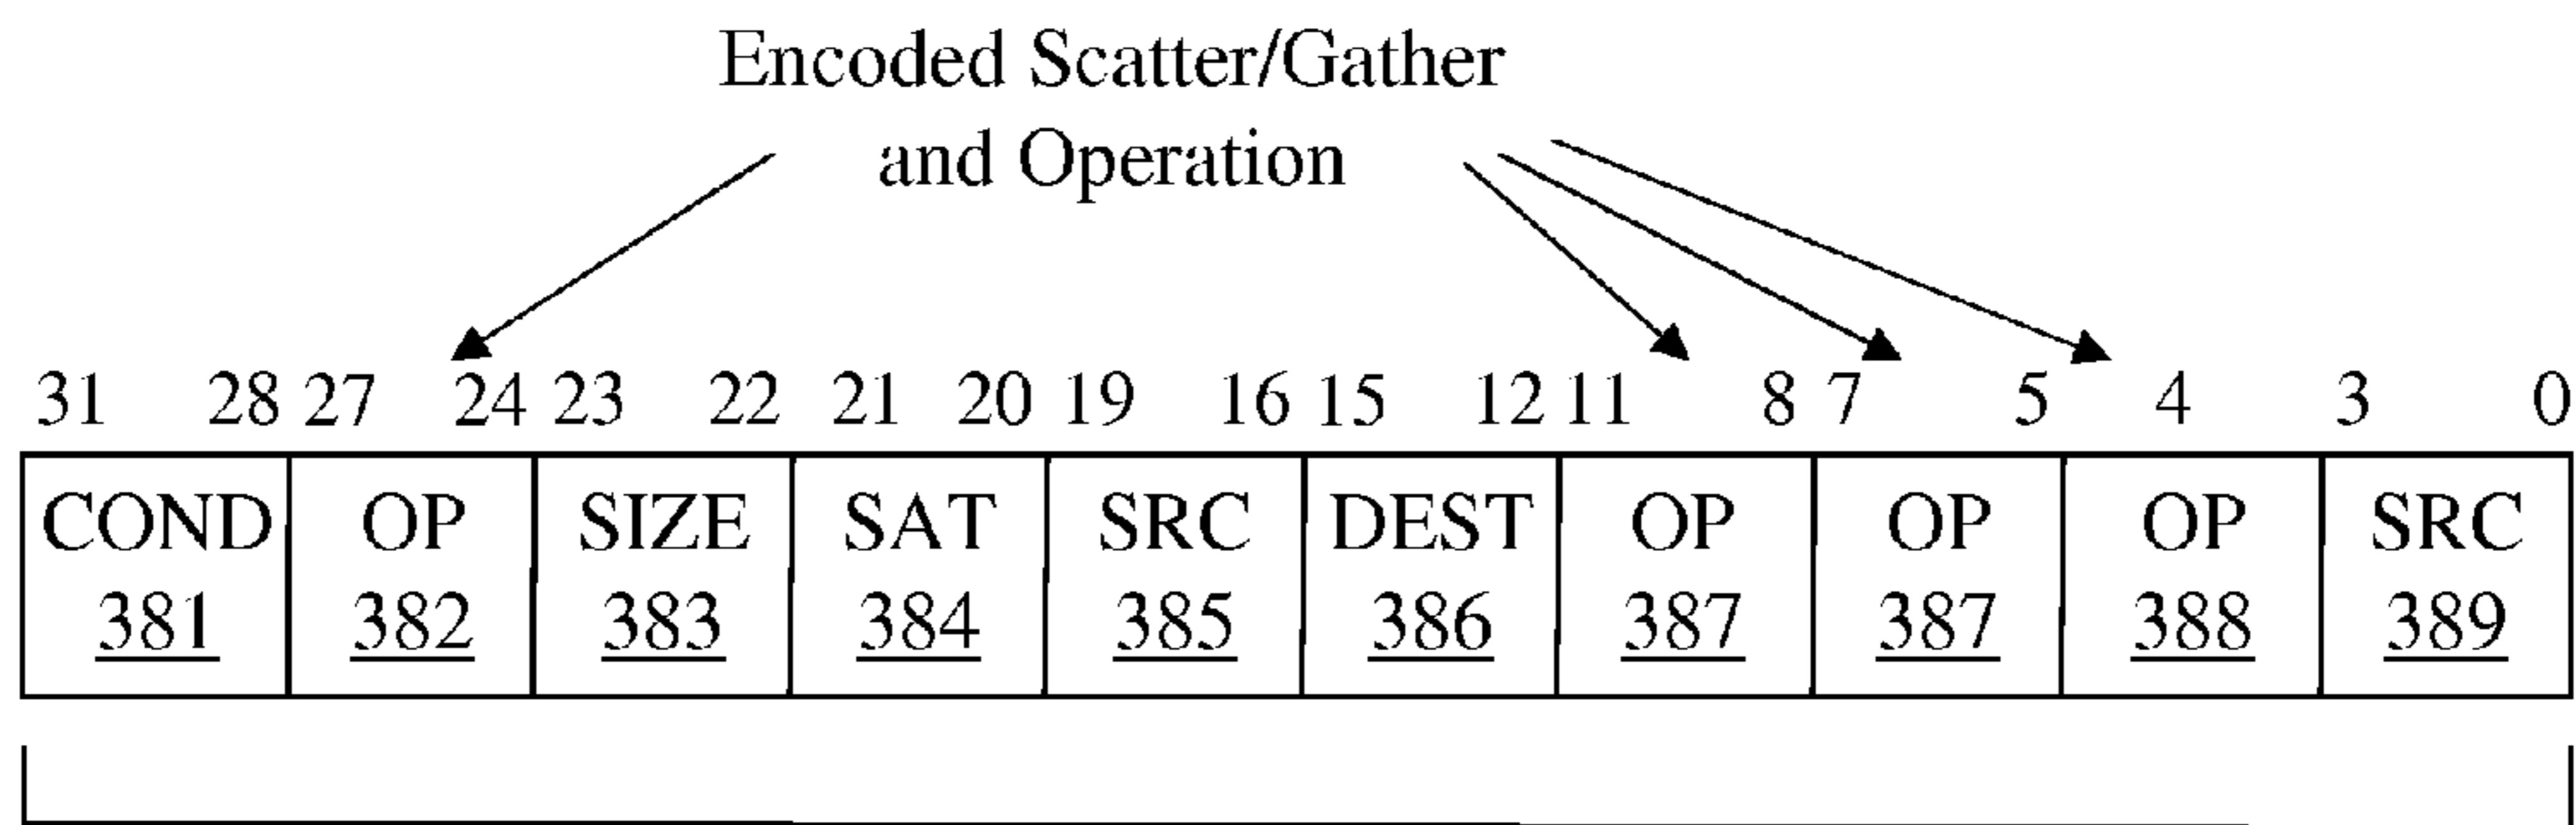 Encoded Scatter/Gather
and Operation
31 28 27 24 23 22 21 20 19 16 15 12 11 8 7 5 4 3 0
COND OP SIZE SAT SRC DEST OP OP OP SRC
381 382 383 384 385 386 387 387 388 389